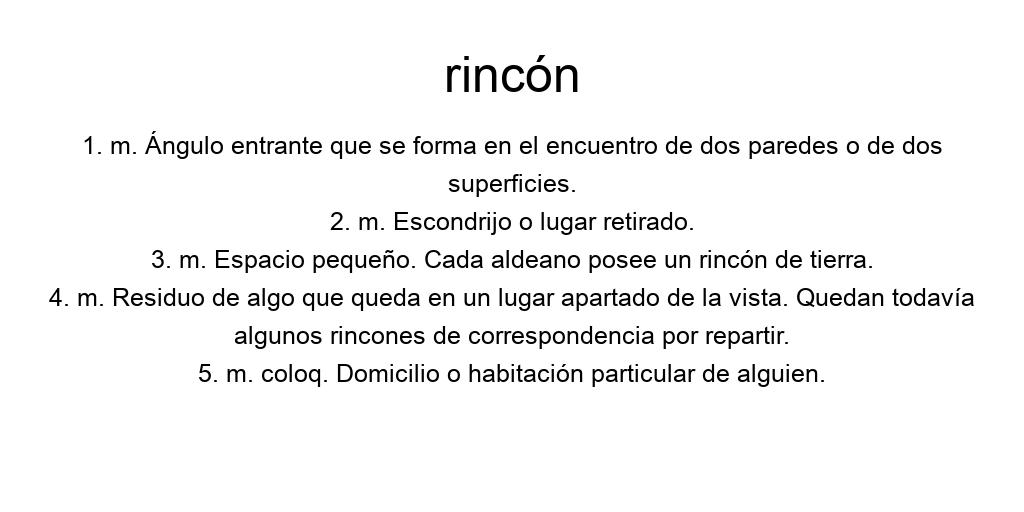 rincón
1. m. Ángulo entrante que se forma en el encuentro de dos paredes o de dos
superficies.
2. m. Escondrijo o lugar retirado.
3. m. Espacio pequeño. Cada aldeano posee un rincón de tierra.
4. m. Residuo de algo que queda en un lugar apartado de la vista. Quedan todavía
algunos rincones de correspondencia por repartir.
5. m. coloq. Domicilio o habitación particular de alguien.